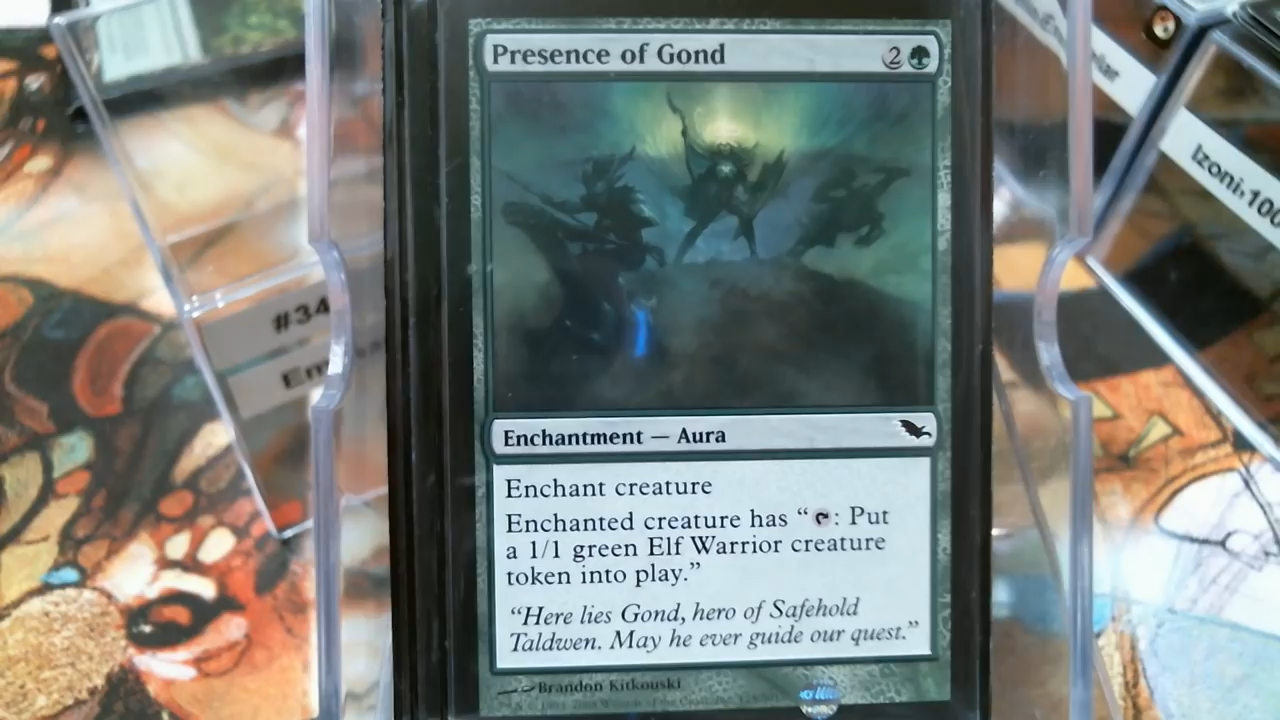 Presence of Gond
2
Enchantment — Aura
Enchant creature
Enchanted creature has “: Put
a 1/1 green Elf Warrior creature
token into play.”
“Here lies Gond, hero of Safehold
Taldwen. May he ever guide our quest.”
Brandon Kitkouski
#34
Izoni, 100